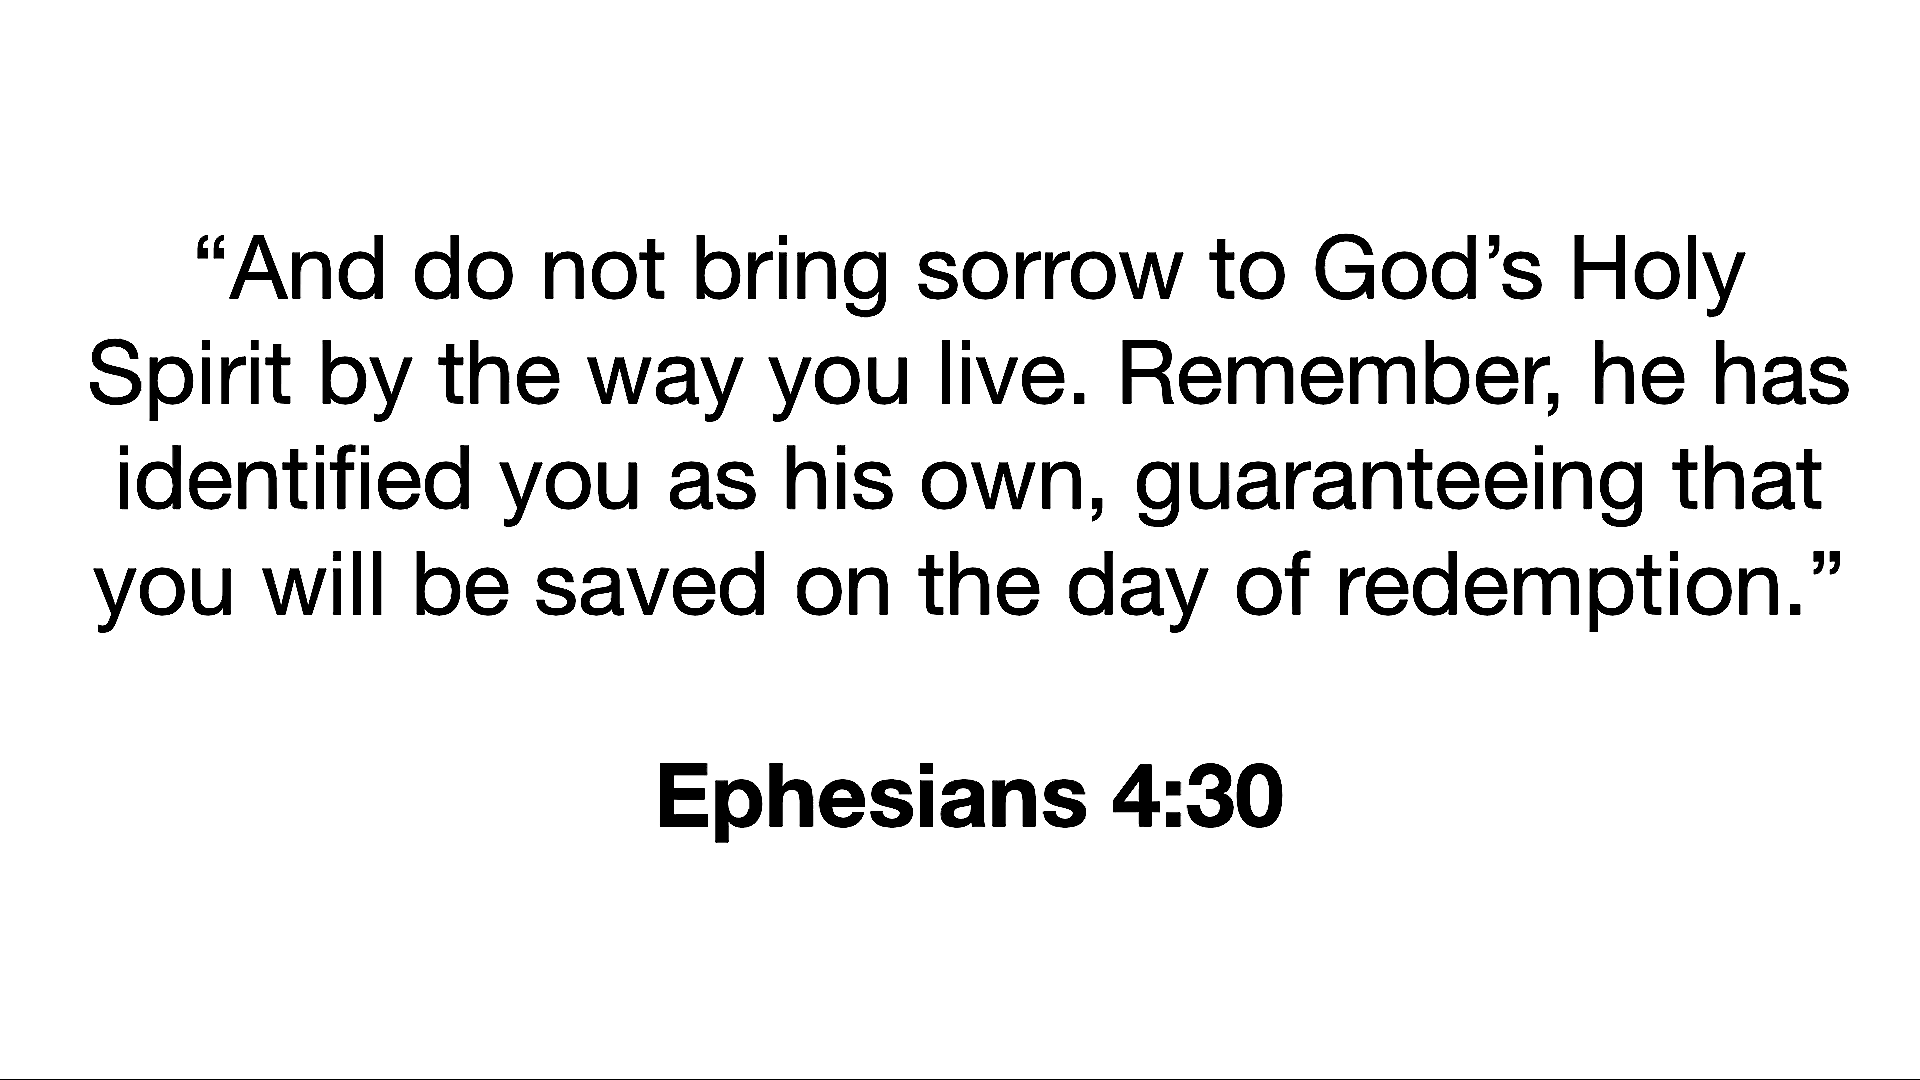 “And do not bring sorrow to God’s Holy
Spirit by the way you live. Remember, he has
identified you as his own, guaranteeing that
you will be saved on the day of redemption.”
Ephesians 4:30